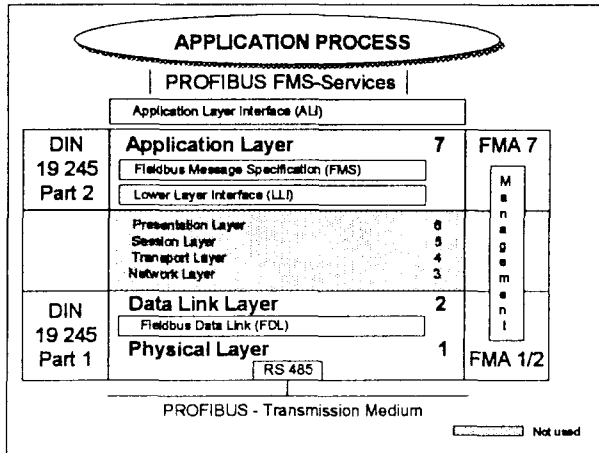 APPLICATION PROCESS
PROFIBUS FMS-Services
Application Layer Interface (ALI)
DIN
19 245
Part 2
Application Layer 7
Fieldbus Message Specification (FMS)
Lower Layer Interface (LLI)
FMA 7
Management
Presentation Layer 6
Session Layer 5
Transport Layer 4
Network Layer 3
DIN
19 245
Part 1
Data Link Layer 2
Fieldbus Data Link (FDL)
Physical Layer 1
RS 485
FMA 1/2
PROFIBUS - Transmission Medium
Not used